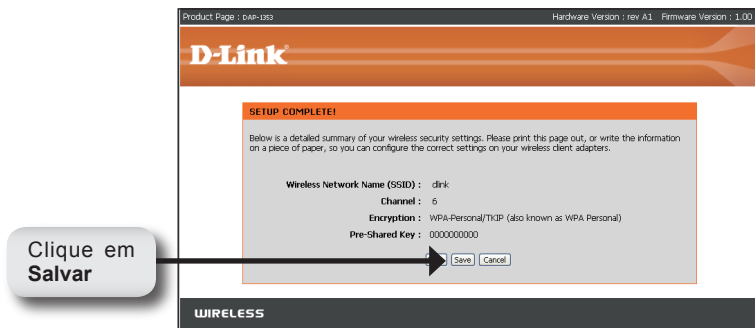 Product Page : DAP-1353 Hardware Version : rev A1 Firmware Version : 1.00
D-Link®
SETUP COMPLETE!
Below is a detailed summary of your wireless security settings. Please print this page out, or write the information
on a piece of paper, so you can configure the correct settings on your wireless client adapters.
Wireless Network Name (SSID) : dlink
Channel : 6
Encryption : WPA-Personal/TKIP (also known as WPA Personal)
Pre-Shared Key : 0000000000
Save Cancel
Clique em
Salvar
WIRELESS